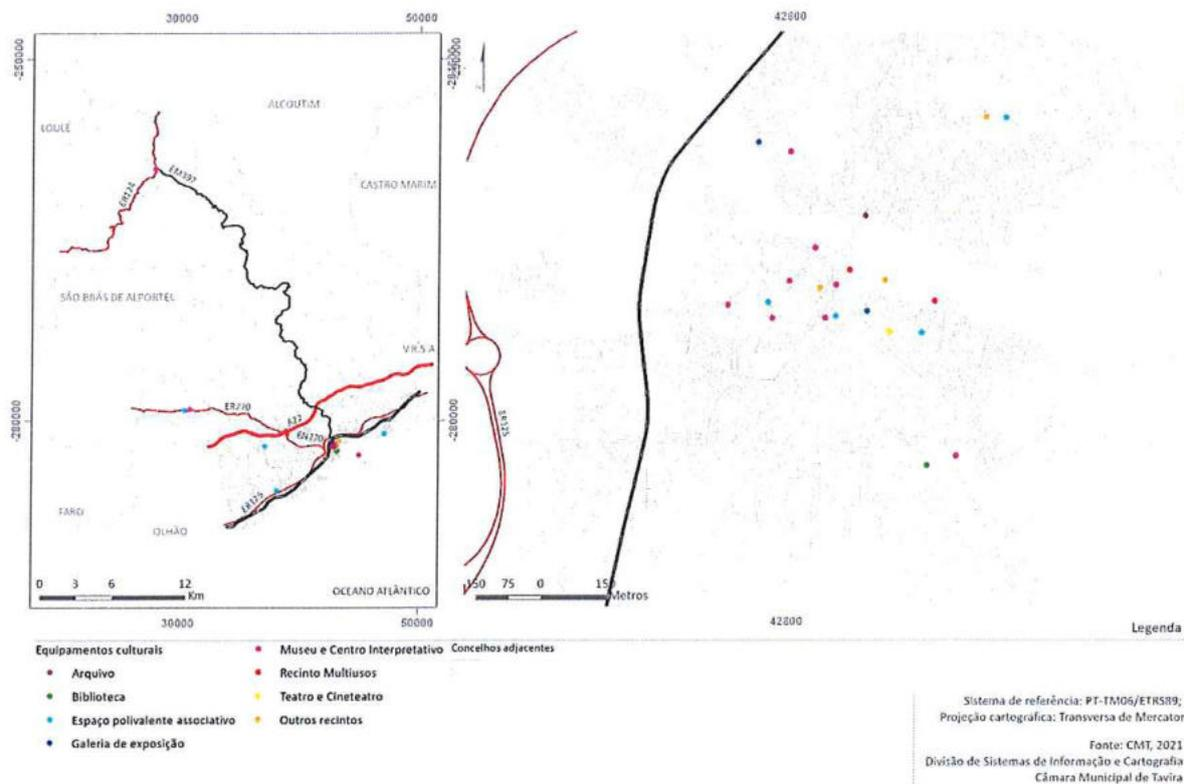 30000
50000
42800
-250000
ALCOUTIM
LOULÉ
EM397
ER124
CASTRO MARIM
SÃO BRÁS DE ALPORTEL
V.R.S.A
ER270
A22
EN270
-280000
ER125
ER125
FARO
OLHÃO
0 3 6 12
Km
OCEANO ATLÂNTICO
150 75 0 150
Metros
30000
50000
42800
Legenda
Equipamentos culturais
Arquivo
Biblioteca
Espaço polivalente associativo
Galeria de exposição
Museu e Centro Interpretativo
Recinto Multiusos
Teatro e Cineteatro
Outros recintos
Concelhos adjacentes
Sistema de referência: PT-TM06/ETRS89;
Projeção cartográfica: Transversa de Mercator
Fonte: CMT, 2021
Divisão de Sistemas de Informação e Cartografia
Câmara Municipal de Tavira